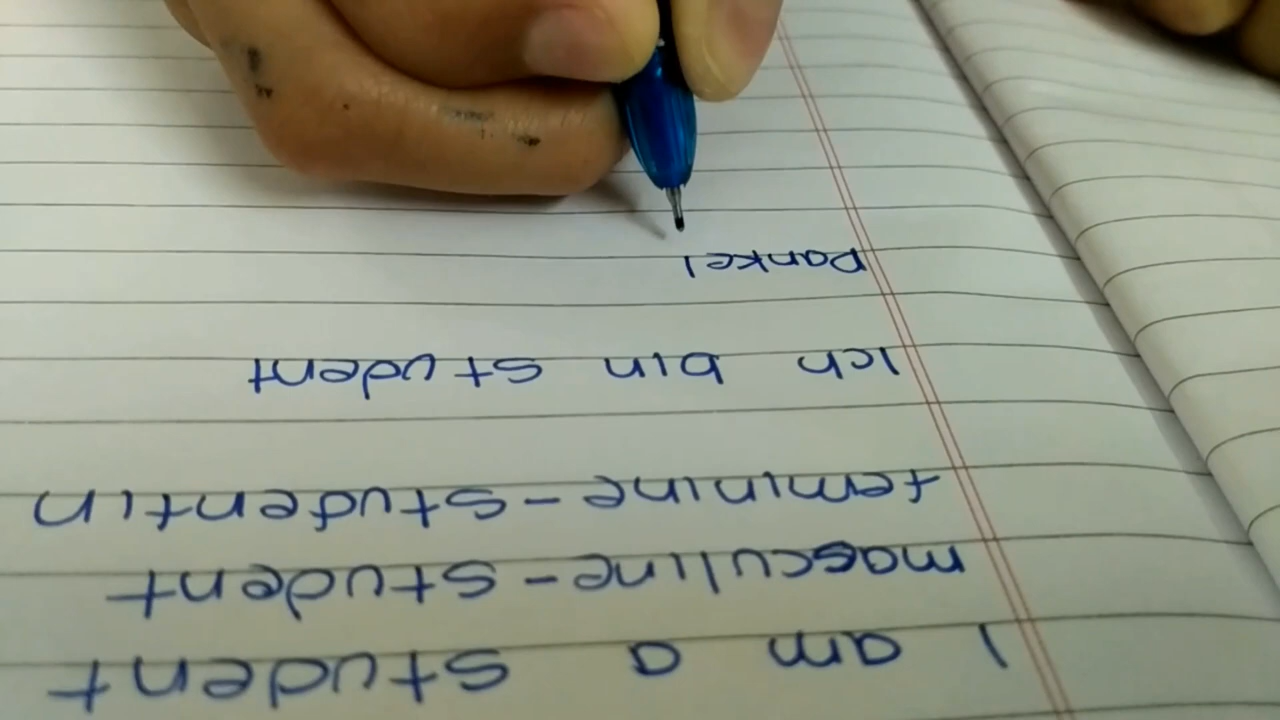 I am a student
masculine-student
feminine-studentin
Ich bin student
Danke!